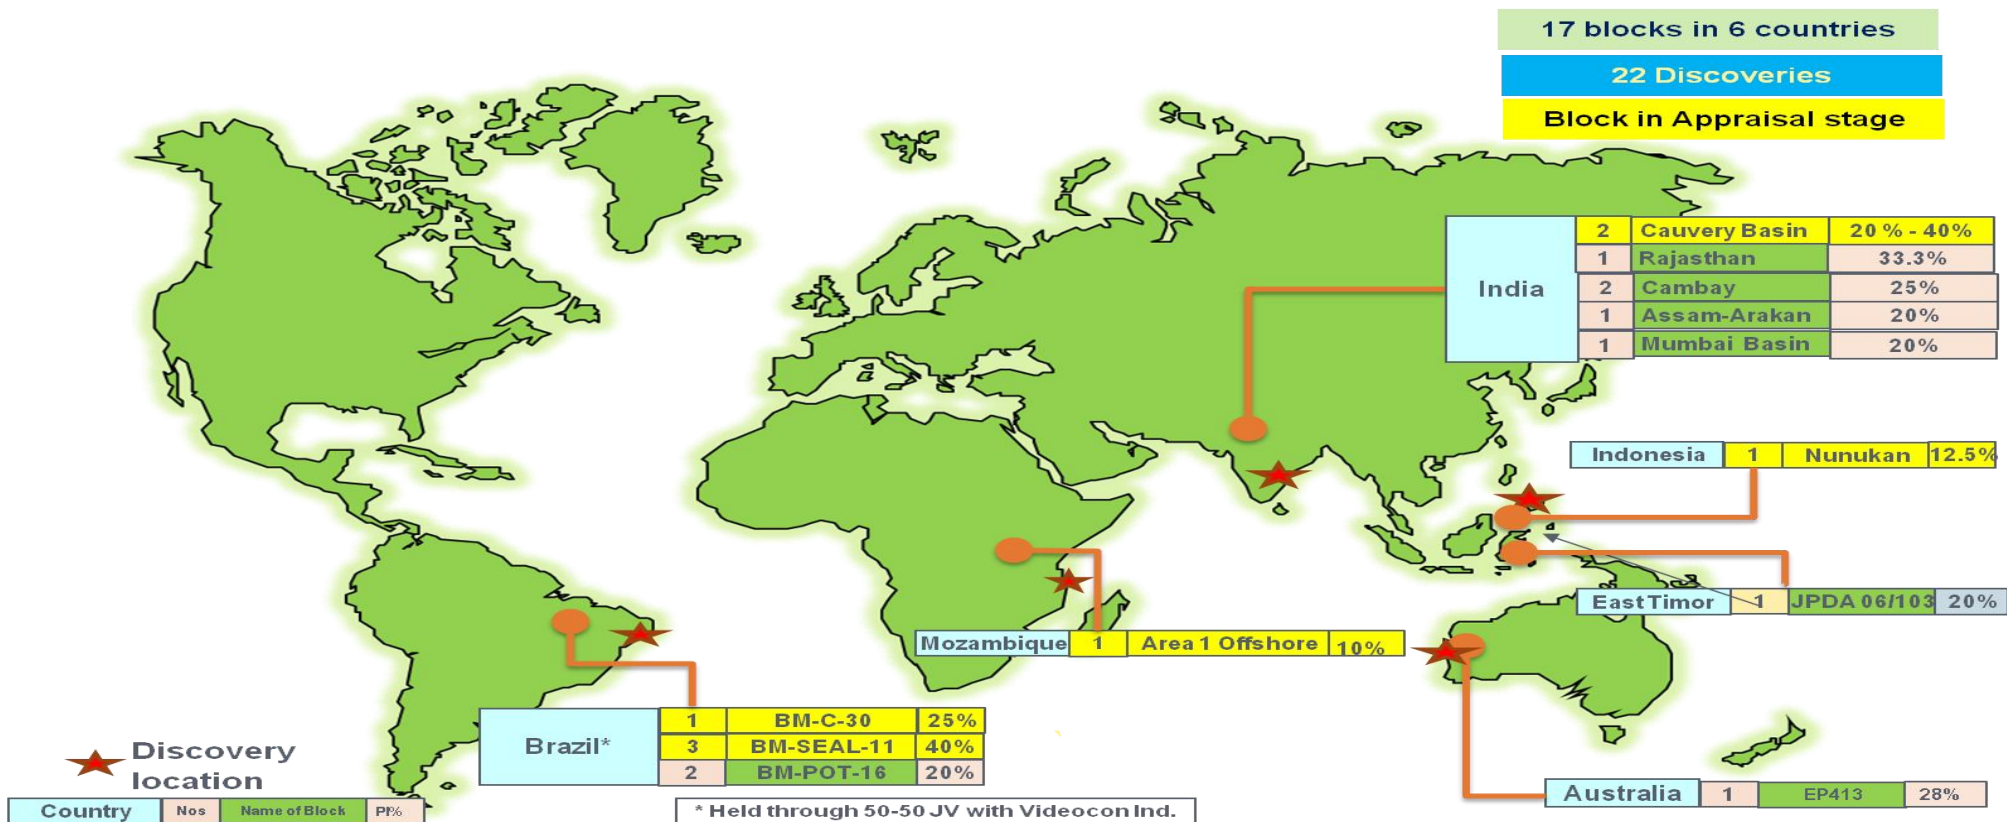 17 blocks in 6 countries
22 Discoveries
Block in Appraisal stage
India
2 Cauvery Basin 20 % - 40%
1 Rajasthan 33.3%
2 Cambay 25%
1 Assam-Arakan 20%
1 Mumbai Basin 20%
Indonesia 1 Nunukan 12.5%
East Timor 1 JPDA 06/103 20%
Mozambique 1 Area 1 Offshore 10%
Brazil*
1 BM-C-30 25%
3 BM-SEAL-11 40%
2 BM-POT-16 20%
Australia 1 EP413 28%
Discovery
location
Country Nos Name of Block PI%
* Held through 50-50 JV with Videocon Ind.